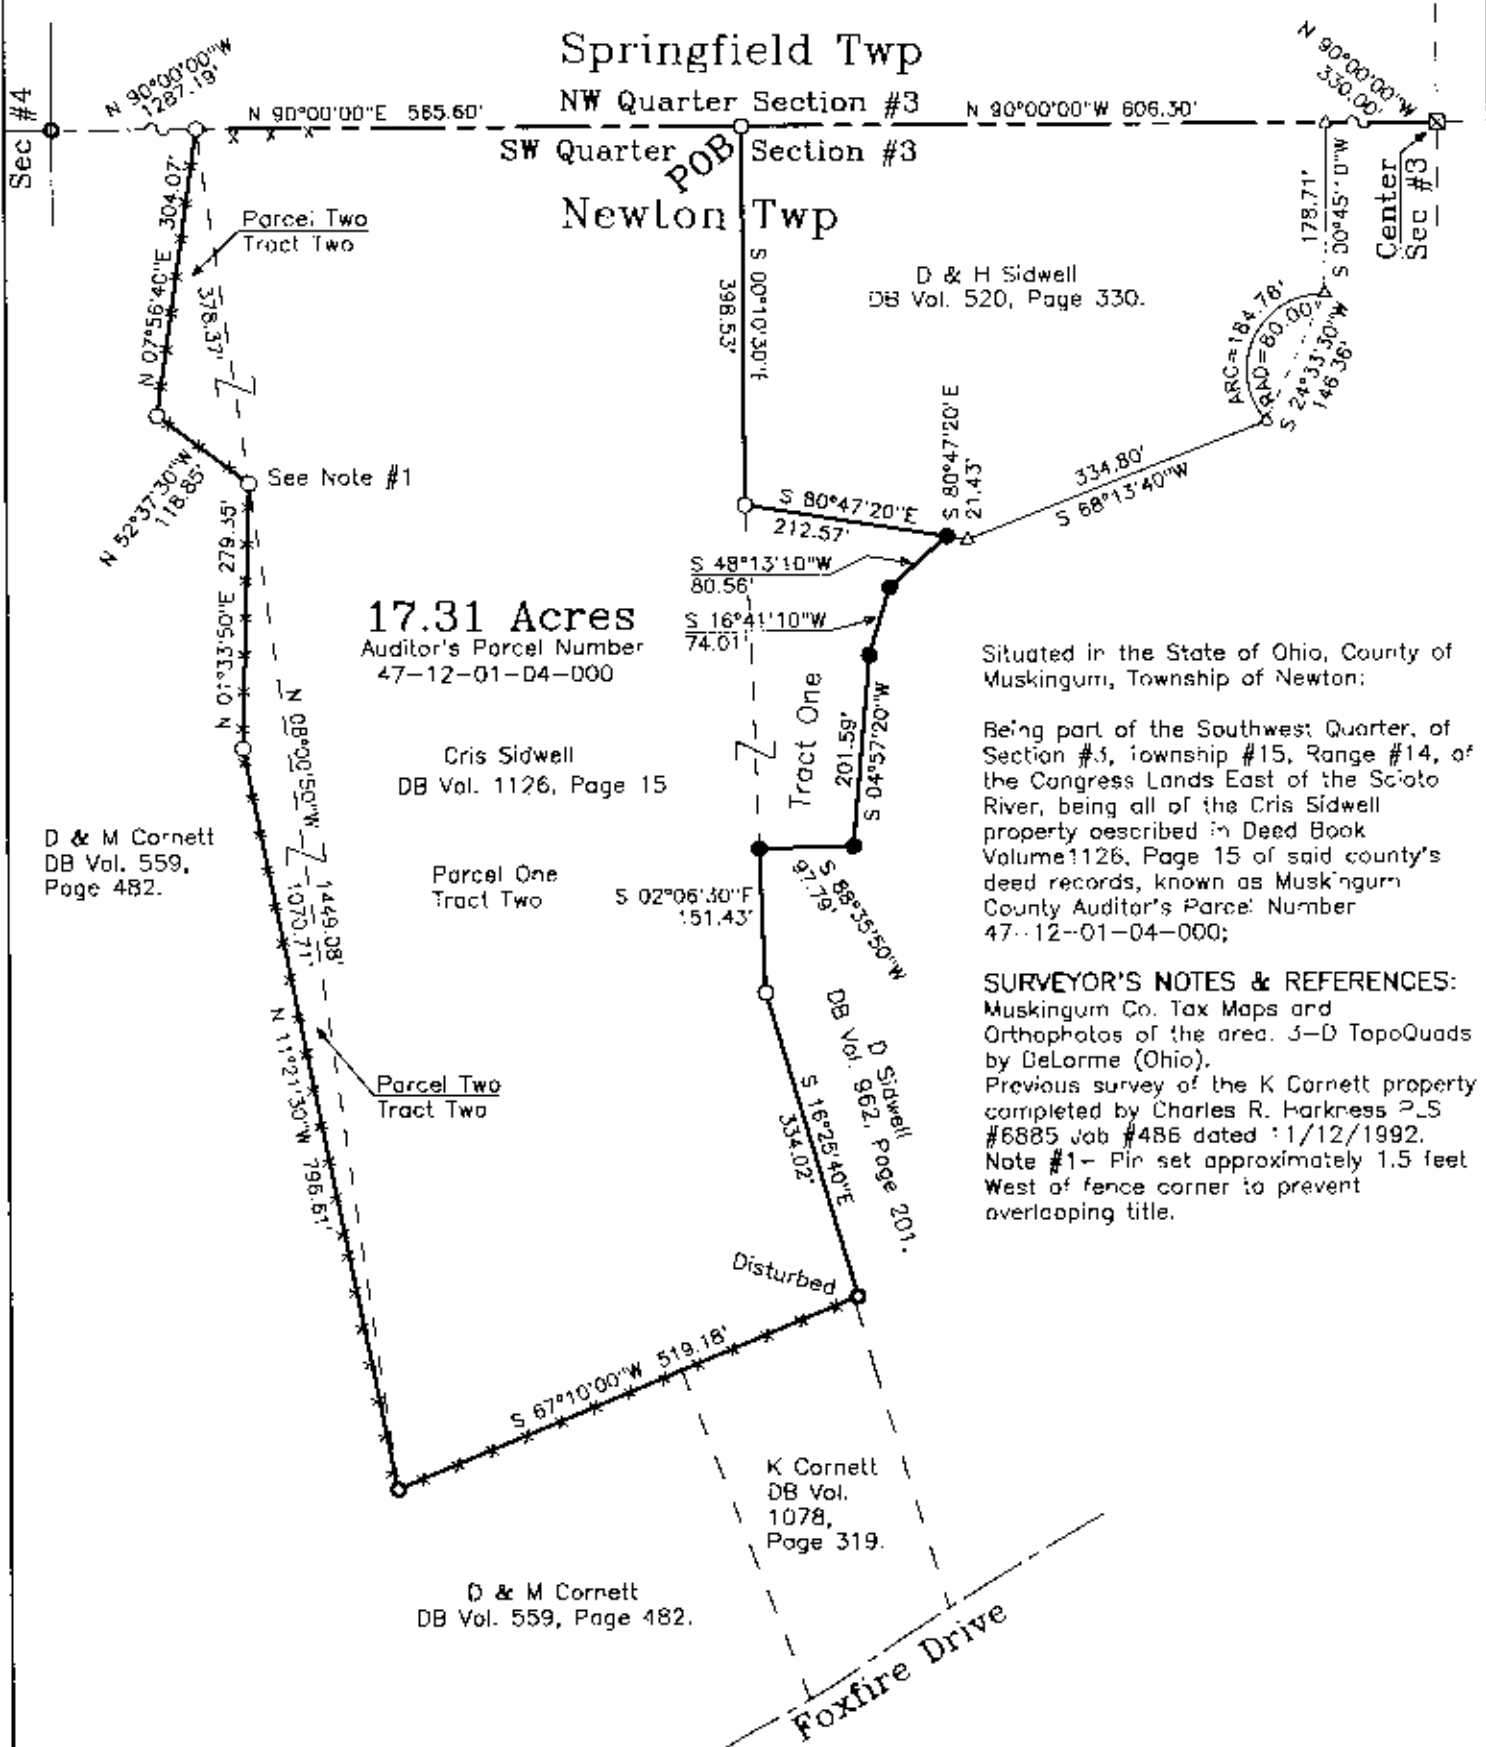 Springfield Twp
N 90°00'00"W
1287.19'
N 90°00'00"E 585.60'
NW Quarter Section #3
N 90°00'00"W 606.30'
N 90°00'00"W
330.00'
Sec #4
SW Quarter
POB
Section #3
Newton Twp
Center
Sec #3
178.71'
S 00°45'10"W
N 07°56'40"E 304.07'
Parcel Two
Tract Two
378.37'
S 00°10'30"E
398.53'
D & H Sidwell
DB Vol. 520, Page 330.
ARC=184.78'
RAD=80.00'
S 24°33'30"W
146.36'
N 52°37'30"W
118.85'
See Note #1
S 80°47'20"E
212.57'
S 80°47'20"E
21.43'
334.80'
S 68°13'40"W
S 48°13'10"W
80.56'
S 16°41'10"W
74.01'
N 01°33'50"E 279.35'
17.31 Acres
Auditor's Parcel Number
47-12-01-04-000
Tract One
201.59'
S 04°57'20"W
N 08°00'50"W 1449.08'
1070.71'
Cris Sidwell
DB Vol. 1126, Page 15
D & M Cornett
DB Vol. 559,
Page 482.
Parcel One
Tract Two
S 02°06'30"E
151.43'
S 88°35'50"W
97.79'
N 11°21'30"W 796.61'
Parcel Two
Tract Two
S 16°25'40"E
334.02'
D Sidwell
DB Vol. 962, Page 201.
Disturbed
S 67°10'00"W 519.18'
K Cornett
DB Vol.
1078,
Page 319.
D & M Cornett
DB Vol. 559, Page 482.
Foxfire Drive
Situated in the State of Ohio, County of
Muskingum, Township of Newton:
Being part of the Southwest Quarter, of
Section #3, Township #15, Range #14, of
the Congress Lands East of the Scioto
River, being all of the Cris Sidwell
property described in Deed Book
Volume1126, Page 15 of said county's
deed records, known as Muskingum
County Auditor's Parcel Number
47-12-01-04-000;
SURVEYOR'S NOTES & REFERENCES:
Muskingum Co. Tax Maps and
Orthophotos of the area. 3-D TopoQuads
by DeLorme (Ohio).
Previous survey of the K Cornett property
completed by Charles R. Harkness PLS
#6885 Job #486 dated 11/12/1992.
Note #1- Pin set approximately 1.5 feet
West of fence corner to prevent
overlapping title.